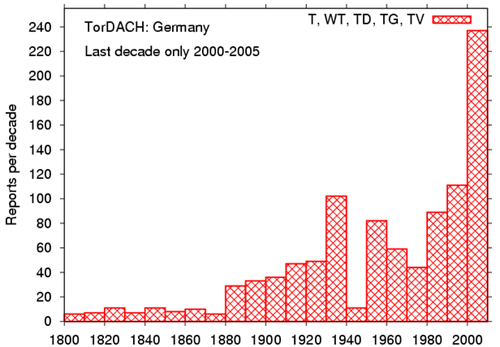 TorDACH: Germany
T, WT, TD, TG, TV
Last decade only 2000-2005
Reports per decade
240
220
200
180
160
140
120
100
80
60
40
20
0
1800 1820 1840 1860 1880 1900 1920 1940 1960 1980 2000